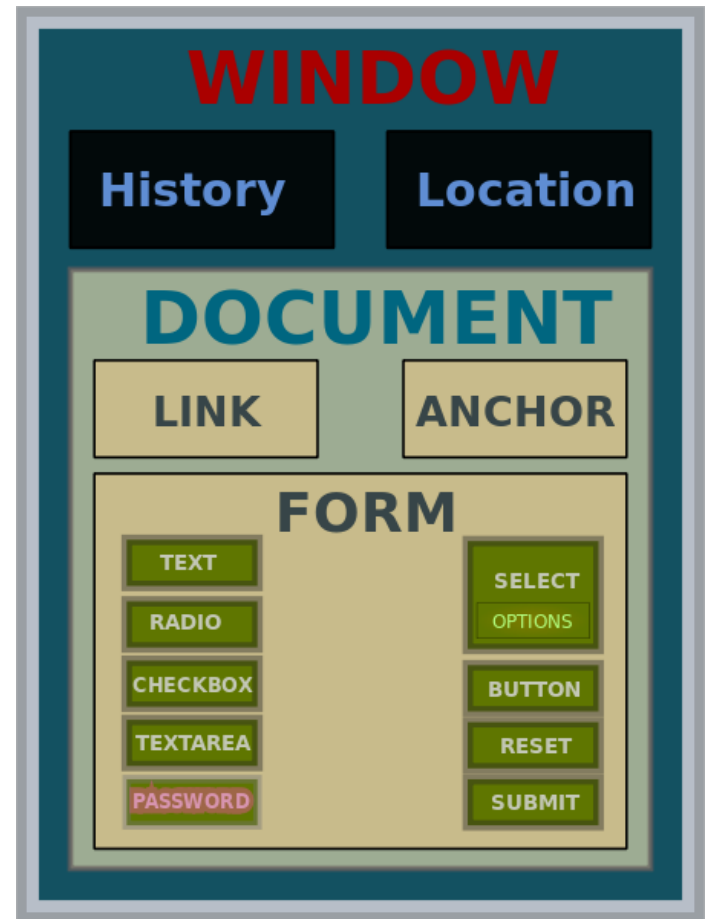 WINDOW
History
Location
DOCUMENT
LINK
ANCHOR
FORM
TEXT
RADIO
CHECKBOX
TEXTAREA
PASSWORD
SELECT
OPTIONS
BUTTON
RESET
SUBMIT